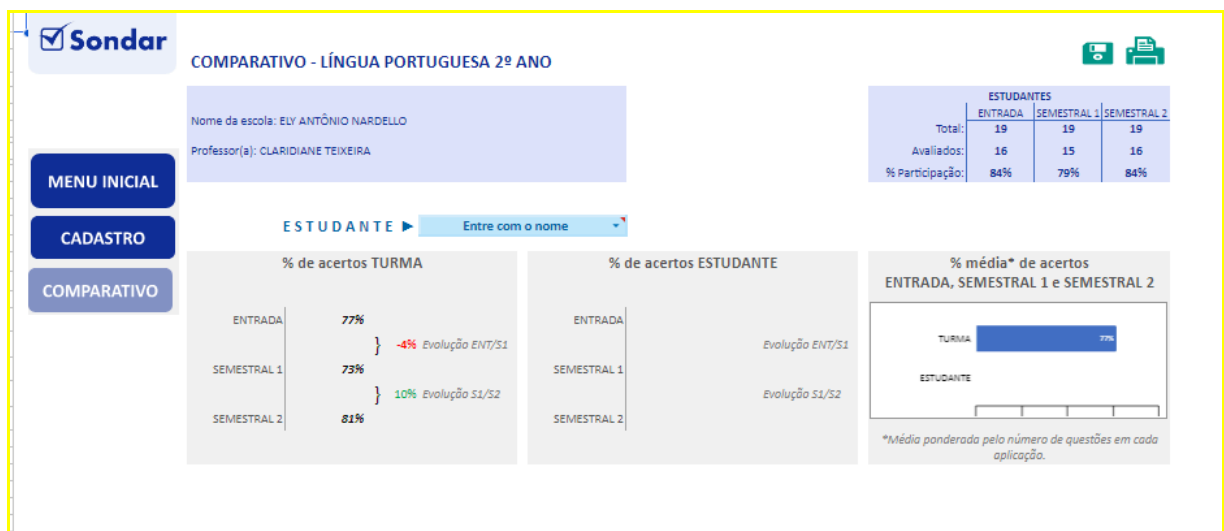 Sondar
COMPARATIVO - LÍNGUA PORTUGUESA 2º ANO
Nome da escola: ELY ANTÔNIO NARDELLO
Professor(a): CLARIDIANE TEIXEIRA
ESTUDANTES
ENTRADA SEMESTRAL 1 SEMESTRAL 2
Total: 19 19 19
Avaliados: 16 15 16
% Participação: 84% 79% 84%
MENU INICIAL
CADASTRO
COMPARATIVO
ESTUDANTE ► Entre com o nome
% de acertos TURMA
ENTRADA 77%
} -4% Evolução ENT/S1
SEMESTRAL 1 73%
} 10% Evolução S1/S2
SEMESTRAL 2 81%
% de acertos ESTUDANTE
ENTRADA
Evolução ENT/S1
SEMESTRAL 1
Evolução S1/S2
SEMESTRAL 2
% média* de acertos
ENTRADA, SEMESTRAL 1 e SEMESTRAL 2
TURMA 77%
ESTUDANTE
*Média ponderada pelo número de questões em cada
aplicação.